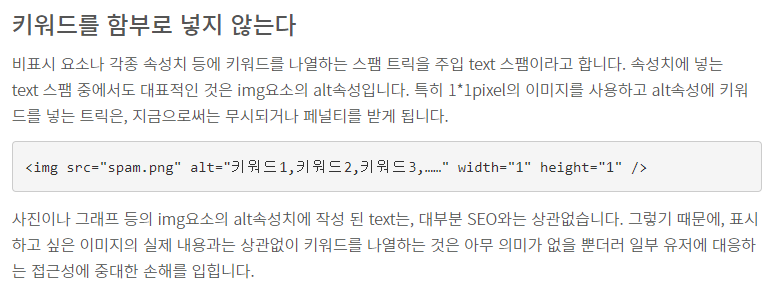 키워드를 함부로 넣지 않는다
비표시 요소나 각종 속성치 등에 키워드를 나열하는 스팸 트릭을 주입 text 스팸이라고 합니다. 속성치에 넣는
text 스팸 중에서도 대표적인 것은 img요소의 alt속성입니다. 특히 1*1pixel의 이미지를 사용하고 alt속성에 키워
드를 넣는 트릭은, 지금으로써는 무시되거나 페널티를 받게 됩니다.
<img src="spam.png" alt="키워드1,키워드2,키워드3,……" width="1" height="1" />
사진이나 그래프 등의 img요소의 alt속성치에 작성 된 text는, 대부분 SEO와는 상관없습니다. 그렇기 때문에, 표시
하고 싶은 이미지의 실제 내용과는 상관없이 키워드를 나열하는 것은 아무 의미가 없을 뿐더러 일부 유저에 대응하
는 접근성에 중대한 손해를 입힙니다.